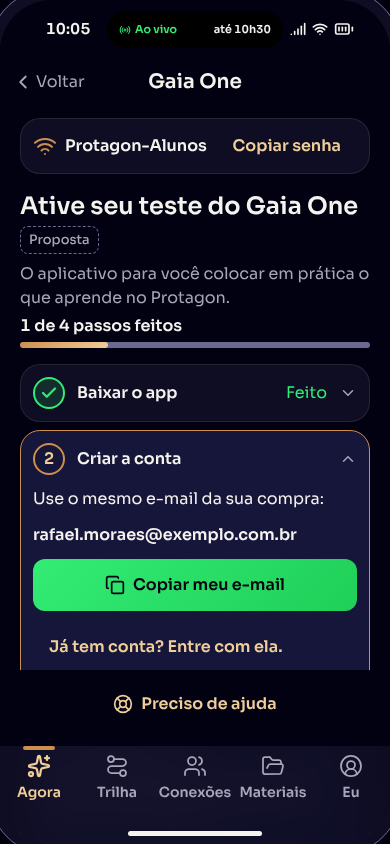 10:05
Ao vivo
até 10h30
Voltar
Gaia One
Protagon-Alunos
Copiar senha
Ative seu teste do Gaia One
Proposta
O aplicativo para você colocar em prática o
que aprende no Protagon.
1 de 4 passos feitos
Baixar o app
Feito
2
Criar a conta
Use o mesmo e-mail da sua compra:
rafael.moraes@exemplo.com.br
Copiar meu e-mail
Já tem conta? Entre com ela.
Preciso de ajuda
Agora
Trilha
Conexões
Materiais
Eu